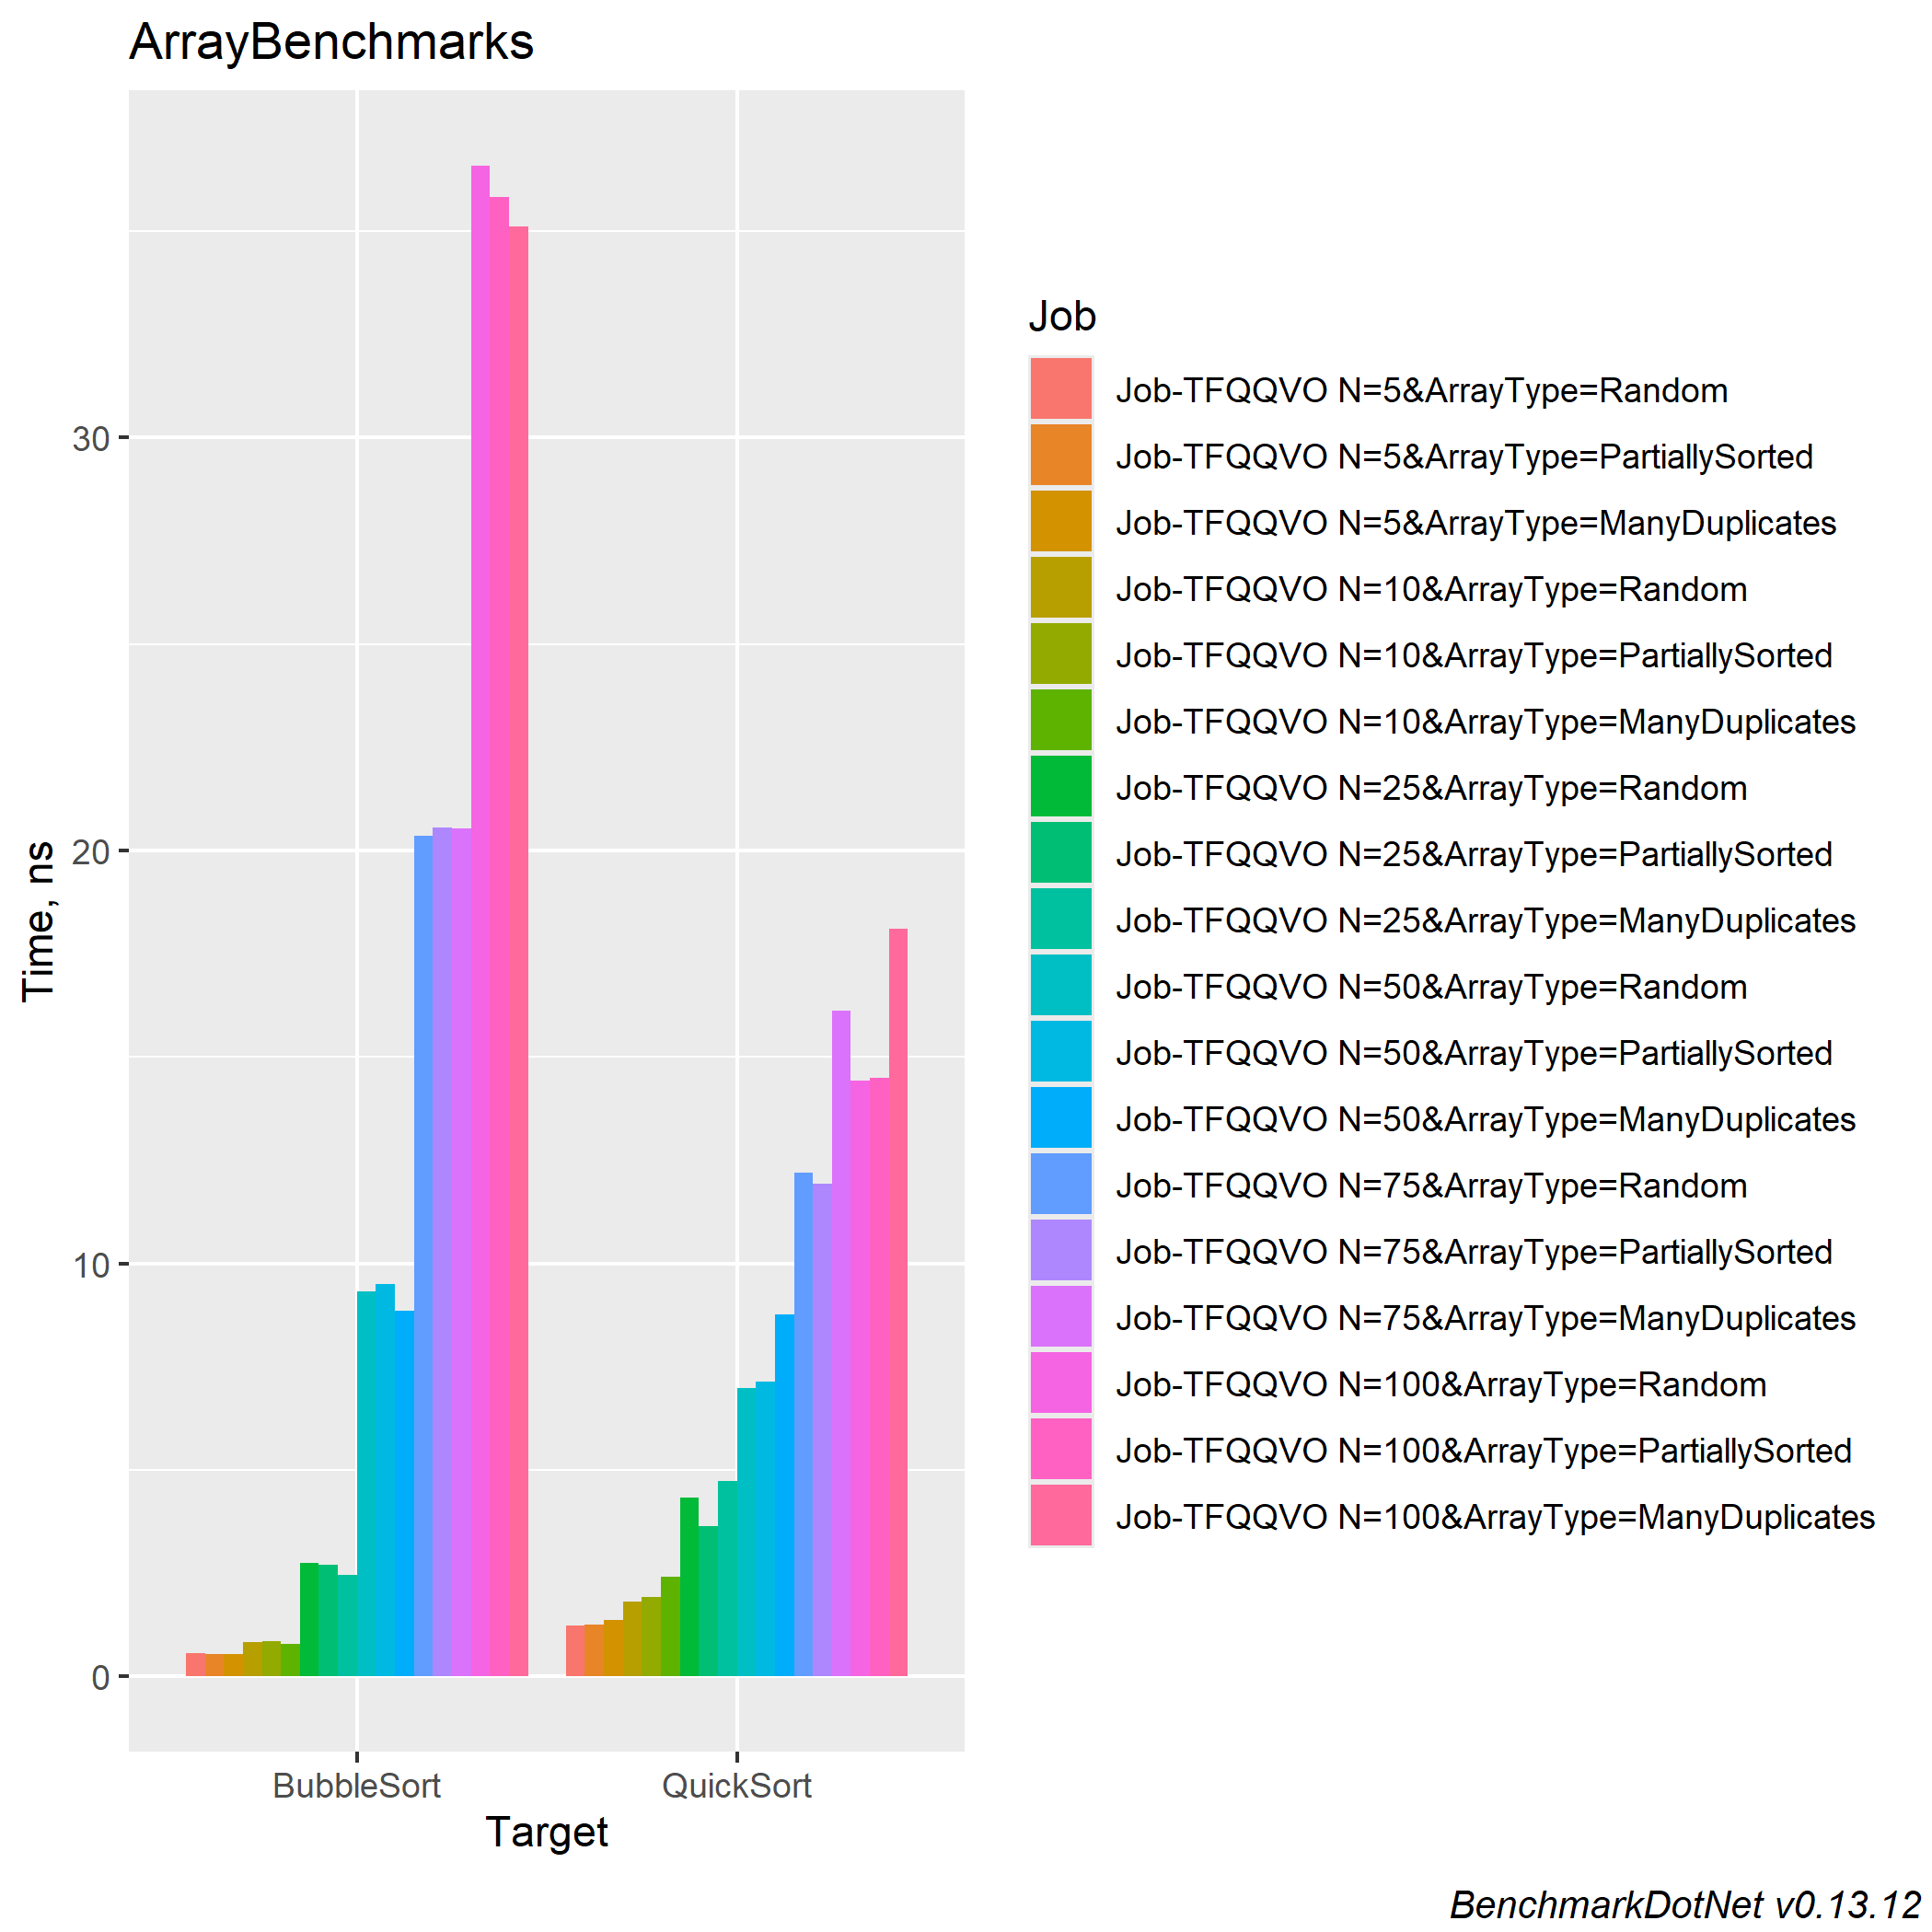 ArrayBenchmarks
Time, ns
30
20
10
0
BubbleSort
QuickSort
Target
Job
Job-TFQQVO N=5&ArrayType=Random
Job-TFQQVO N=5&ArrayType=PartiallySorted
Job-TFQQVO N=5&ArrayType=ManyDuplicates
Job-TFQQVO N=10&ArrayType=Random
Job-TFQQVO N=10&ArrayType=PartiallySorted
Job-TFQQVO N=10&ArrayType=ManyDuplicates
Job-TFQQVO N=25&ArrayType=Random
Job-TFQQVO N=25&ArrayType=PartiallySorted
Job-TFQQVO N=25&ArrayType=ManyDuplicates
Job-TFQQVO N=50&ArrayType=Random
Job-TFQQVO N=50&ArrayType=PartiallySorted
Job-TFQQVO N=50&ArrayType=ManyDuplicates
Job-TFQQVO N=75&ArrayType=Random
Job-TFQQVO N=75&ArrayType=PartiallySorted
Job-TFQQVO N=75&ArrayType=ManyDuplicates
Job-TFQQVO N=100&ArrayType=Random
Job-TFQQVO N=100&ArrayType=PartiallySorted
Job-TFQQVO N=100&ArrayType=ManyDuplicates
BenchmarkDotNet v0.13.12